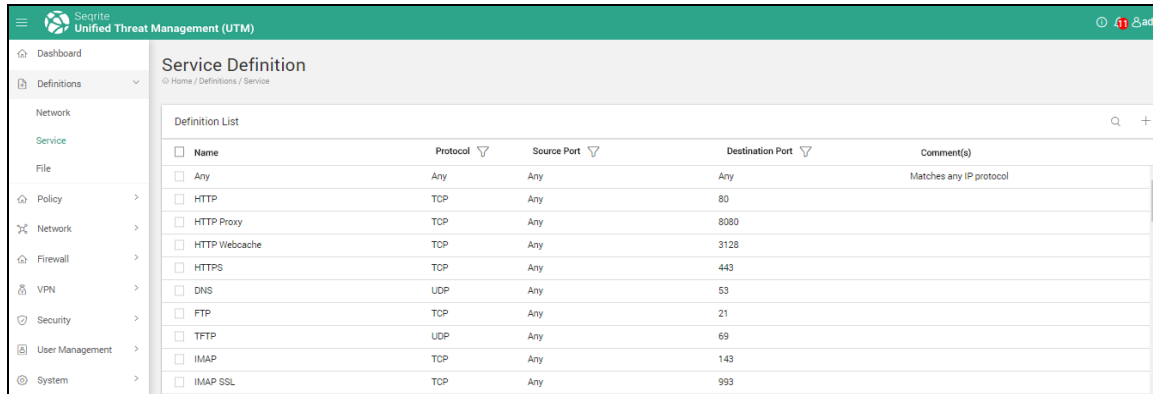 Seqrite
Unified Threat Management (UTM)
11
ad
Dashboard
Definitions
Network
Service
File
Policy
Network
Firewall
VPN
Security
User Management
System
Service Definition
Home / Definitions / Service
Definition List
Name Protocol Source Port Destination Port Comment(s)
Any Any Any Any Matches any IP protocol
HTTP TCP Any 80
HTTP Proxy TCP Any 8080
HTTP Webcache TCP Any 3128
HTTPS TCP Any 443
DNS UDP Any 53
FTP TCP Any 21
TFTP UDP Any 69
IMAP TCP Any 143
IMAP SSL TCP Any 993